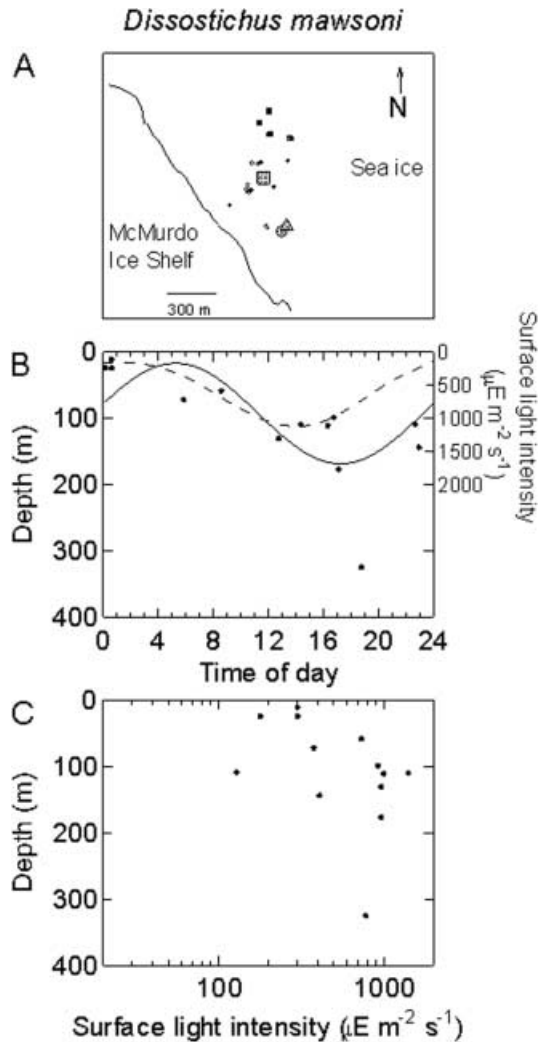 Dissostichus mawsoni
A
N
Sea ice
McMurdo
Ice Shelf
300 m
B
0
100
200
300
400
Depth (m)
0
500
1000
1500
2000
Surface light intensity
(µE m⁻² s⁻¹)
0 4 8 12 16 20 24
Time of day
C
0
100
200
300
400
Depth (m)
100 1000
Surface light intensity (µE m⁻² s⁻¹)